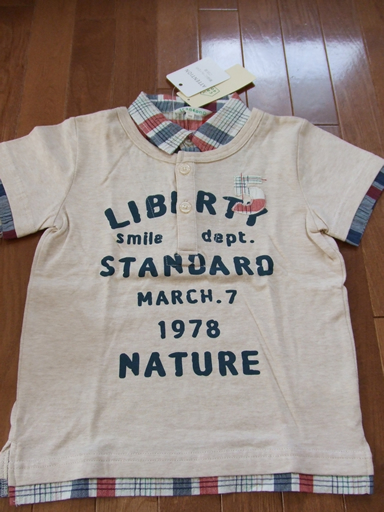 LIBERTY
smile dept.
STANDARD
MARCH.7
1978
NATURE